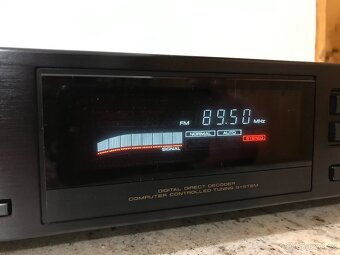 FM 89.50 MHz
NORMAL AUTO STEREO
SIGNAL
DIGITAL DIRECT DECODER
COMPUTER CONTROLLED TUNING SYSTEM